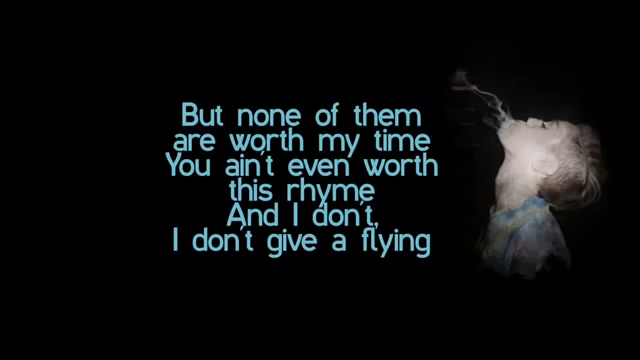 But none of them
are worth my time
You ain't even worth
this rhyme
And I don't,
I don't give a flying